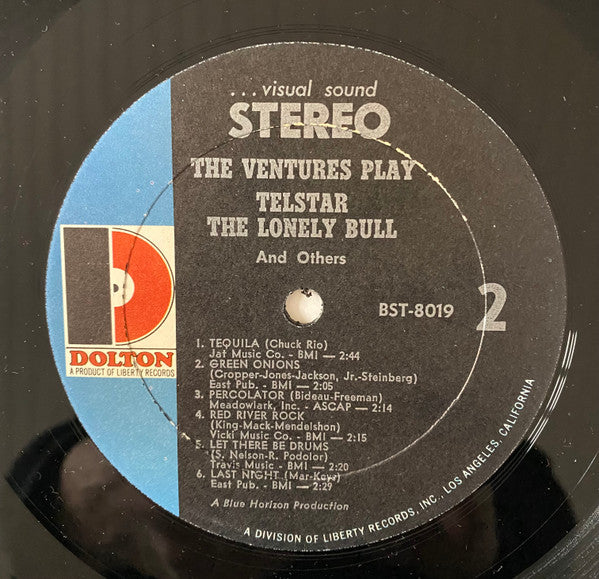 ...visual sound
STEREO
THE VENTURES PLAY
TELSTAR
THE LONELY BULL
And Others
BST-8019
2
D
DOLTON
A PRODUCT OF LIBERTY RECORDS
1. TEQUILA (Chuck Rio)
Jat Music Co. - BMI — 2:44
2. GREEN ONIONS
(Cropper-Jones-Jackson, Jr.-Steinberg)
East Pub. - BMI — 2:05
3. PERCOLATOR (Bideau-Freeman)
Meadowlark, Inc. - ASCAP — 2:14
4. RED RIVER ROCK
(King-Mack-Mendelshon)
Vicki Music Co. - BMI — 2:15
5. LET THERE BE DRUMS
(S. Nelson-R. Podolor)
Travis Music - BMI — 2:20
6. LAST NIGHT (Mar-Keys)
East Pub. - BMI — 2:29
A Blue Horizon Production
A DIVISION OF LIBERTY RECORDS, INC., LOS ANGELES, CALIFORNIA